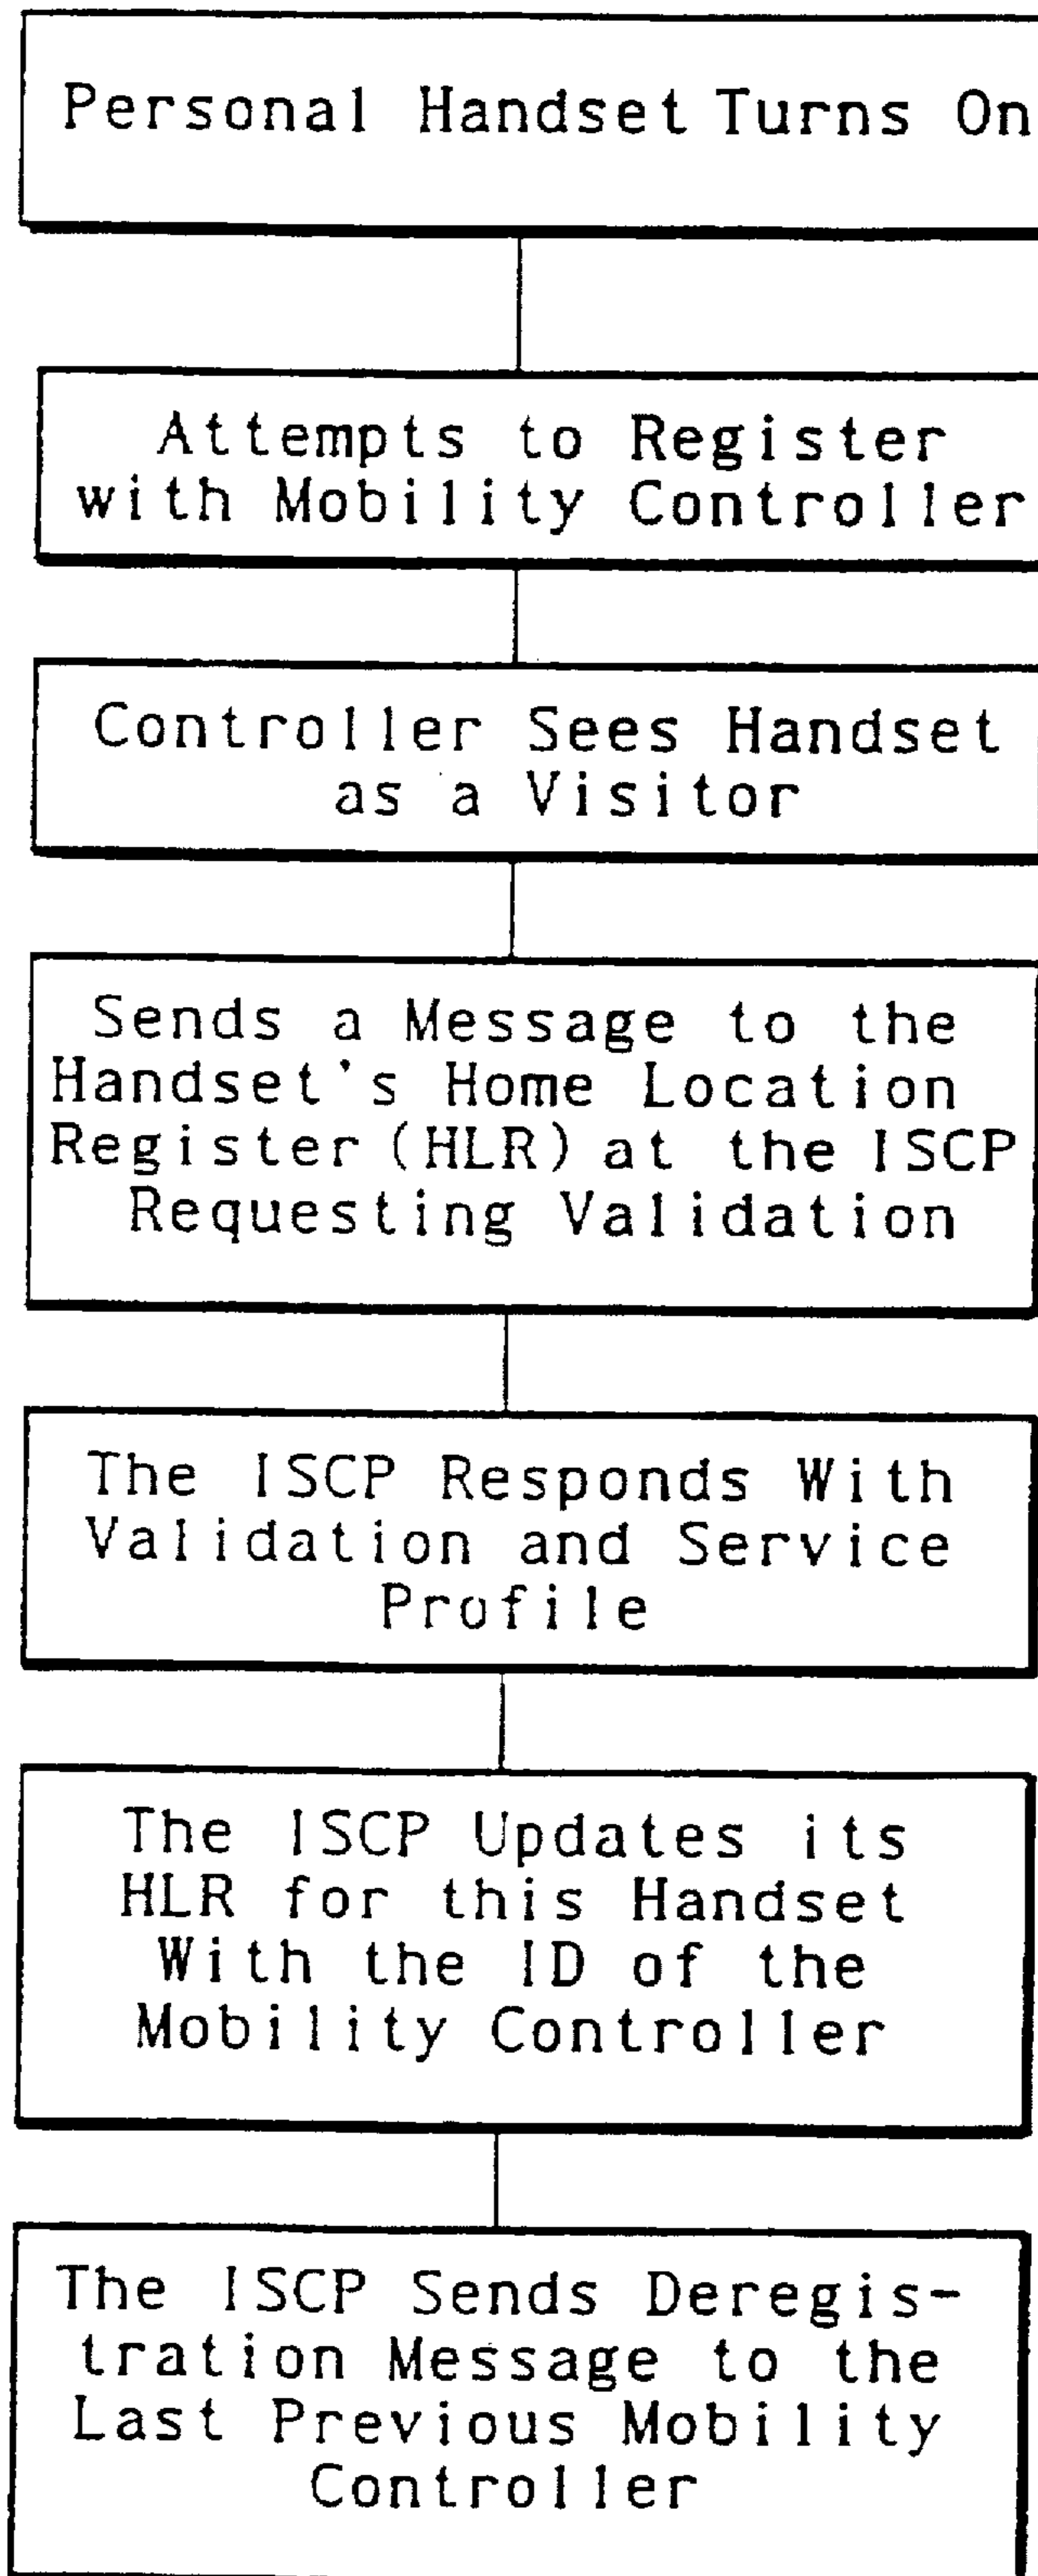 Personal Handset Turns On
Attempts to Register
with Mobility Controller
Controller Sees Handset
as a Visitor
Sends a Message to the
Handset's Home Location
Register (HLR) at the ISCP
Requesting Validation
The ISCP Responds With
Validation and Service
Profile
The ISCP Updates its
HLR for this Handset
With the ID of the
Mobility Controller
The ISCP Sends Deregis-
tration Message to the
Last Previous Mobility
Controller